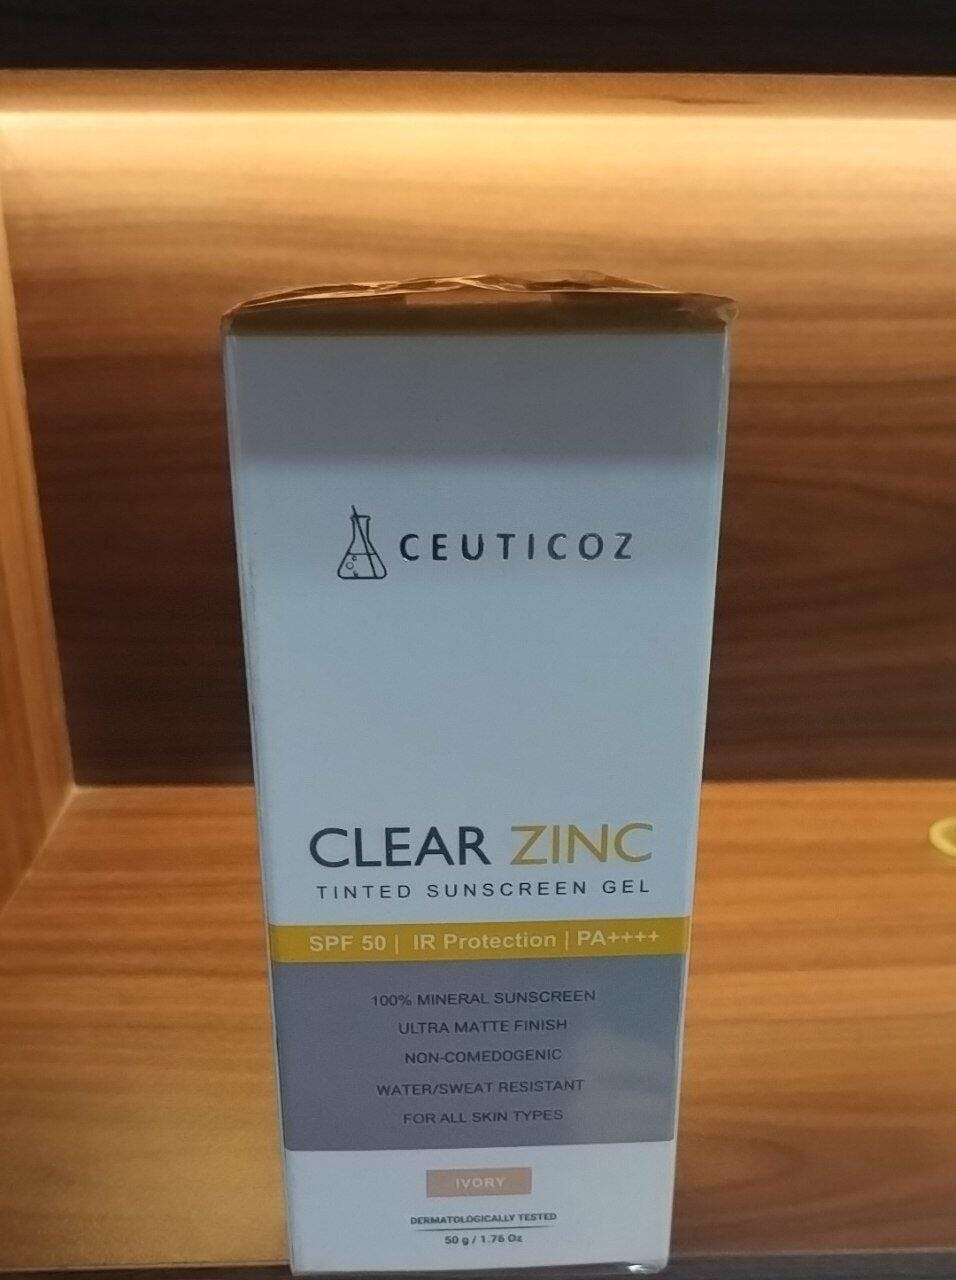 CEUTICOZ
CLEAR ZINC
TINTED SUNSCREEN GEL
SPF 50 | IR Protection | PA++++
100% MINERAL SUNSCREEN
ULTRA MATTE FINISH
NON-COMEDOGENIC
WATER/SWEAT RESISTANT
FOR ALL SKIN TYPES
IVORY
DERMATOLOGICALLY TESTED
50 g / 1.76 Oz